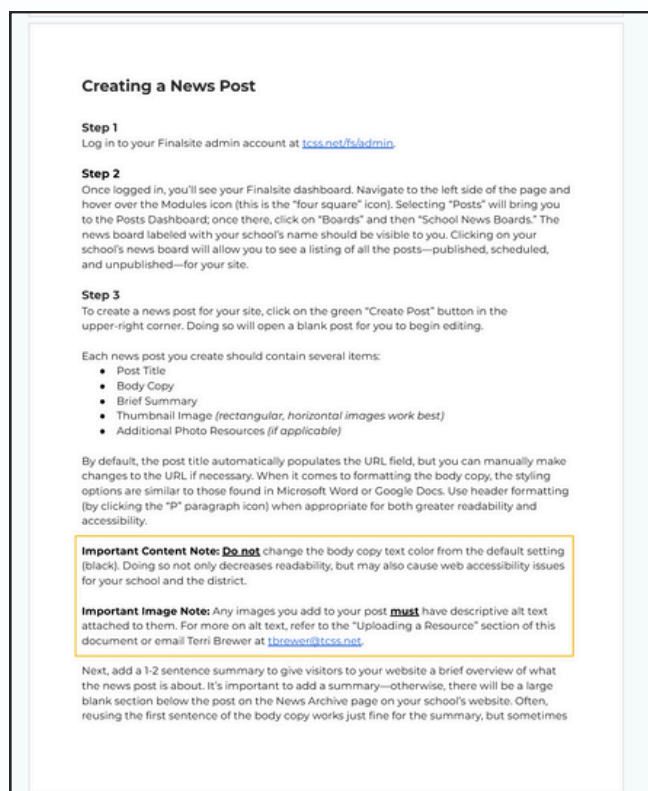 Creating a News Post
Step 1
Log in to your Finalsite admin account at tcss.net/fs/admin.
Step 2
Once logged in, you'll see your Finalsite dashboard. Navigate to the left side of the page and
hover over the Modules icon (this is the “four square” icon). Selecting “Posts” will bring you
to the Posts Dashboard; once there, click on “Boards” and then “School News Boards.” The
news board labeled with your school's name should be visible to you. Clicking on your
school's news board will allow you to see a listing of all the posts—published, scheduled,
and unpublished—for your site.
Step 3
To create a news post for your site, click on the green “Create Post” button in the
upper-right corner. Doing so will open a blank post for you to begin editing.
Each news post you create should contain several items:
● Post Title
● Body Copy
● Brief Summary
● Thumbnail Image (rectangular, horizontal images work best)
● Additional Photo Resources (if applicable)
By default, the post title automatically populates the URL field, but you can manually make
changes to the URL if necessary. When it comes to formatting the body copy, the styling
options are similar to those found in Microsoft Word or Google Docs. Use header formatting
(by clicking the “P” paragraph icon) when appropriate for both greater readability and
accessibility.
Important Content Note: Do not change the body copy text color from the default setting
(black). Doing so not only decreases readability, but may also cause web accessibility issues
for your school and the district.
Important Image Note: Any images you add to your post must have descriptive alt text
attached to them. For more on alt text, refer to the “Uploading a Resource” section of this
document or email Terri Brewer at tbrewer@tcss.net.
Next, add a 1-2 sentence summary to give visitors to your website a brief overview of what
the news post is about. It's important to add a summary—otherwise, there will be a large
blank section below the post on the News Archive page on your school's website. Often,
reusing the first sentence of the body copy works just fine for the summary, but sometimes